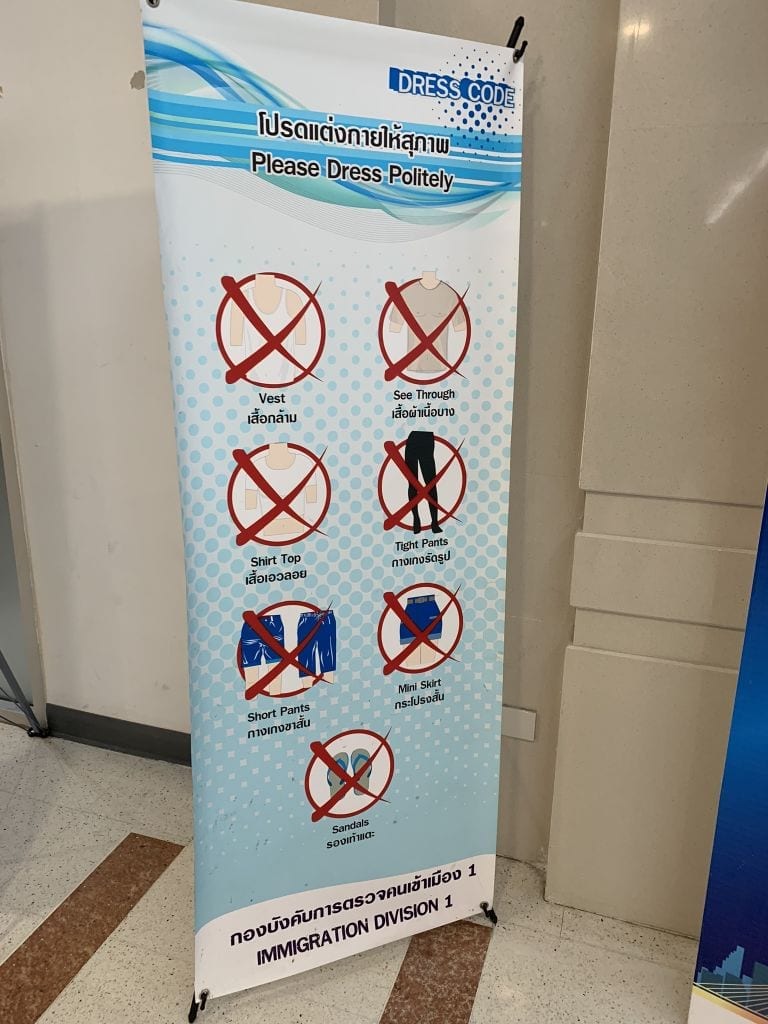 DRESS CODE
โปรดแต่งกายให้สุภาพ
Please Dress Politely
Vest
เสื้อกล้าม
See Through
เสื้อผ้าเนื้อบาง
Shirt Top
เสื้อเอวลอย
Tight Pants
กางเกงรัดรูป
Short Pants
กางเกงขาสั้น
Mini Skirt
กระโปรงสั้น
Sandals
รองเท้าแตะ
กองบังคับการตรวจคนเข้าเมือง 1
IMMIGRATION DIVISION 1